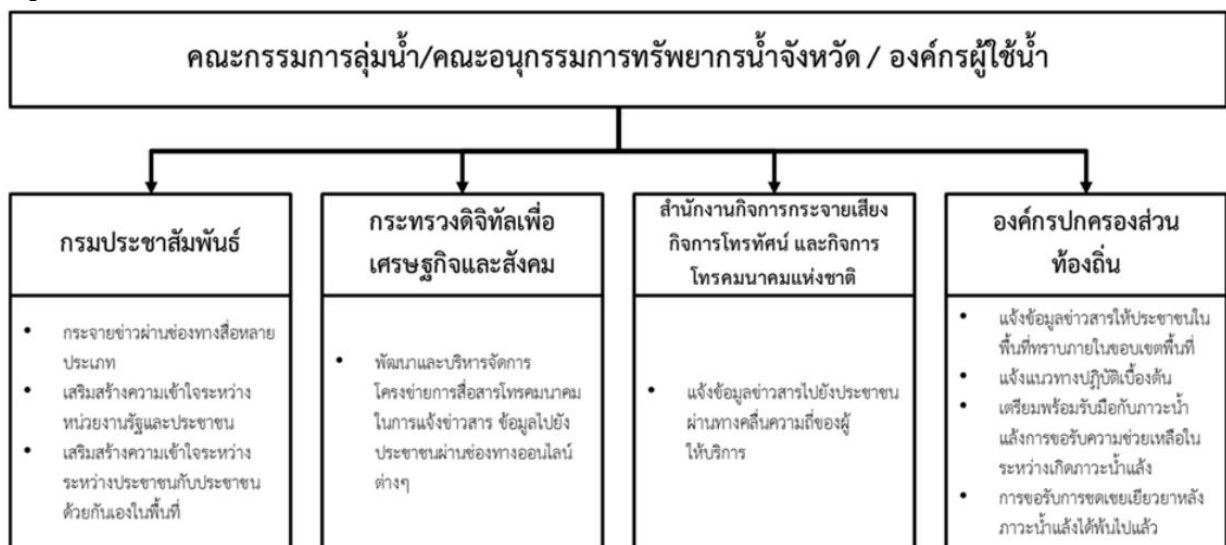 คณะกรรมการลุ่มน้ำ/คณะอนุกรรมการทรัพยากรน้ำจังหวัด / องค์กรผู้ใช้น้ำ
กรมประชาสัมพันธ์
• กระจายข่าวผ่านช่องทางสื่อหลาย
ประเภท
• เสริมสร้างความเข้าใจระหว่าง
หน่วยงานรัฐและประชาชน
• เสริมสร้างความเข้าใจระหว่าง
ระหว่างประชาชนกับประชาชน
ด้วยกันเองในพื้นที่
กระทรวงดิจิทัลเพื่อ
เศรษฐกิจและสังคม
• พัฒนาและบริหารจัดการ
โครงข่ายการสื่อสารโทรคมนาคม
ในการแจ้งข่าวสาร ข้อมูลไปยัง
ประชาชนผ่านช่องทางออนไลน์
ต่างๆ
สำนักงานกิจการกระจายเสียง
กิจการโทรทัศน์ และกิจการ
โทรคมนาคมแห่งชาติ
• แจ้งข้อมูลข่าวสารไปยังประชาชน
ผ่านทางคลื่นความถี่ของผู้
ให้บริการ
องค์กรปกครองส่วน
ท้องถิ่น
• แจ้งข้อมูลข่าวสารให้ประชาชนใน
พื้นที่ทราบภายในขอบเขตพื้นที่
• แจ้งแนวทางปฏิบัติเบื้องต้น
• เตรียมพร้อมรับมือกับภาวะน้ำ
แล้งการขอรับความช่วยเหลือใน
ระหว่างเกิดภาวะน้ำแล้ง
• การขอรับการชดเชยเยียวยาหลัง
ภาวะน้ำแล้งได้พ้นไปแล้ว